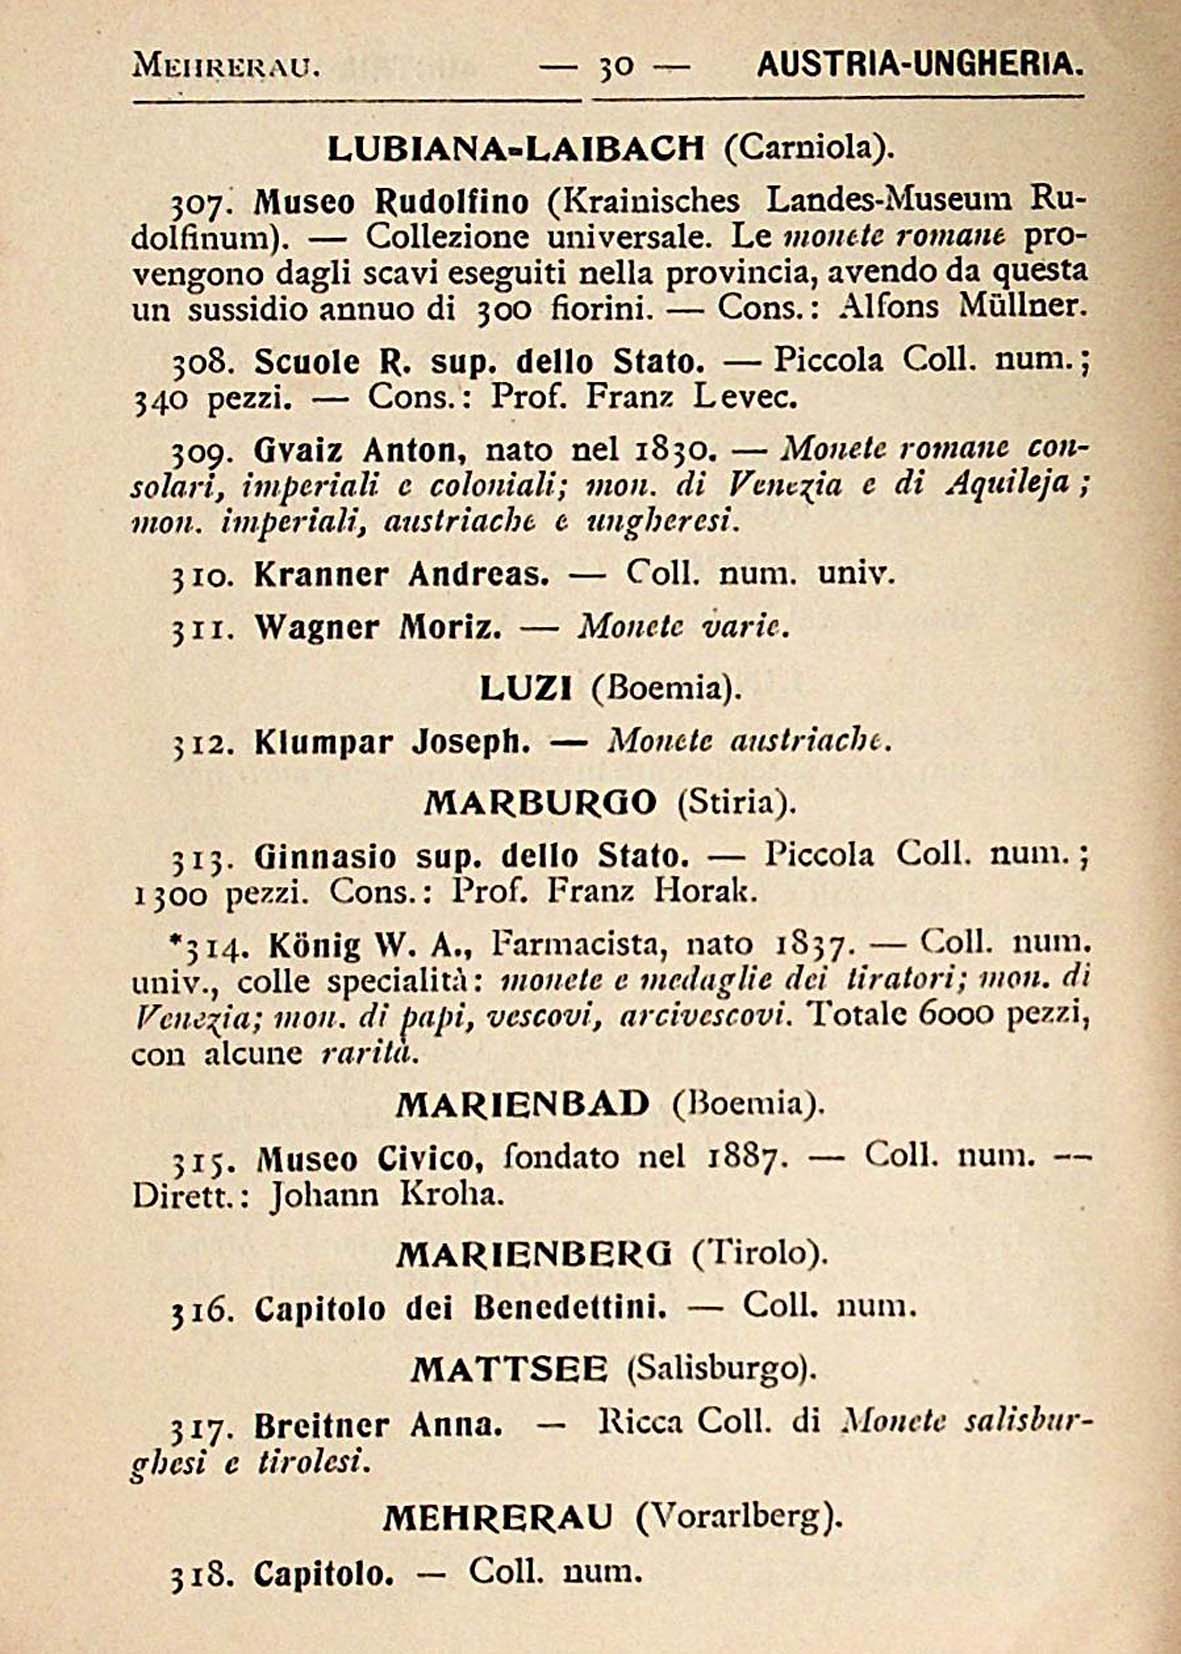 MEHRERAU. — 30 — AUSTRIA-UNGHERIA.
LUBIANA-LAIBACH (Carniola).
307. Museo Rudolfino (Krainisches Landes-Museum Ru-
dolfinum). — Collezione universale. Le monete romane pro-
vengono dagli scavi eseguiti nella provincia, avendo da questa
un sussidio annuo di 300 fiorini. — Cons.: Alfons Müllner.
308. Scuole R. sup. dello Stato. — Piccola Coll. num.;
340 pezzi. — Cons.: Prof. Franz Levec.
309. Gvaiz Anton, nato nel 1830. — Monete romane con-
solari, imperiali e coloniali; mon. di Venezia e di Aquileja;
mon. imperiali, austriache e ungheresi.
310. Kranner Andreas. — Coll. num. univ.
311. Wagner Moriz. — Monete varie.
LUZI (Boemia).
312. Klumpar Joseph. — Monete austriache.
MARBURGO (Stiria).
313. Ginnasio sup. dello Stato. — Piccola Coll. num.;
1300 pezzi. Cons.: Prof. Franz Horak.
*314. König W. A., Farmacista, nato 1837. — Coll. num.
univ., colle specialità: monete e medaglie dei tiratori; mon. di
Venezia; mon. di papi, vescovi, arcivescovi. Totale 6000 pezzi,
con alcune rarità.
MARIENBAD (Boemia).
315. Museo Civico, fondato nel 1887. — Coll. num. —
Dirett.: Johann Kroha.
MARIENBERG (Tirolo).
316. Capitolo dei Benedettini. — Coll. num.
MATTSEE (Salisburgo).
317. Breitner Anna. — Ricca Coll. di Monete salisbur-
ghesi e tirolesi.
MEHRERAU (Vorarlberg).
318. Capitolo. — Coll. num.